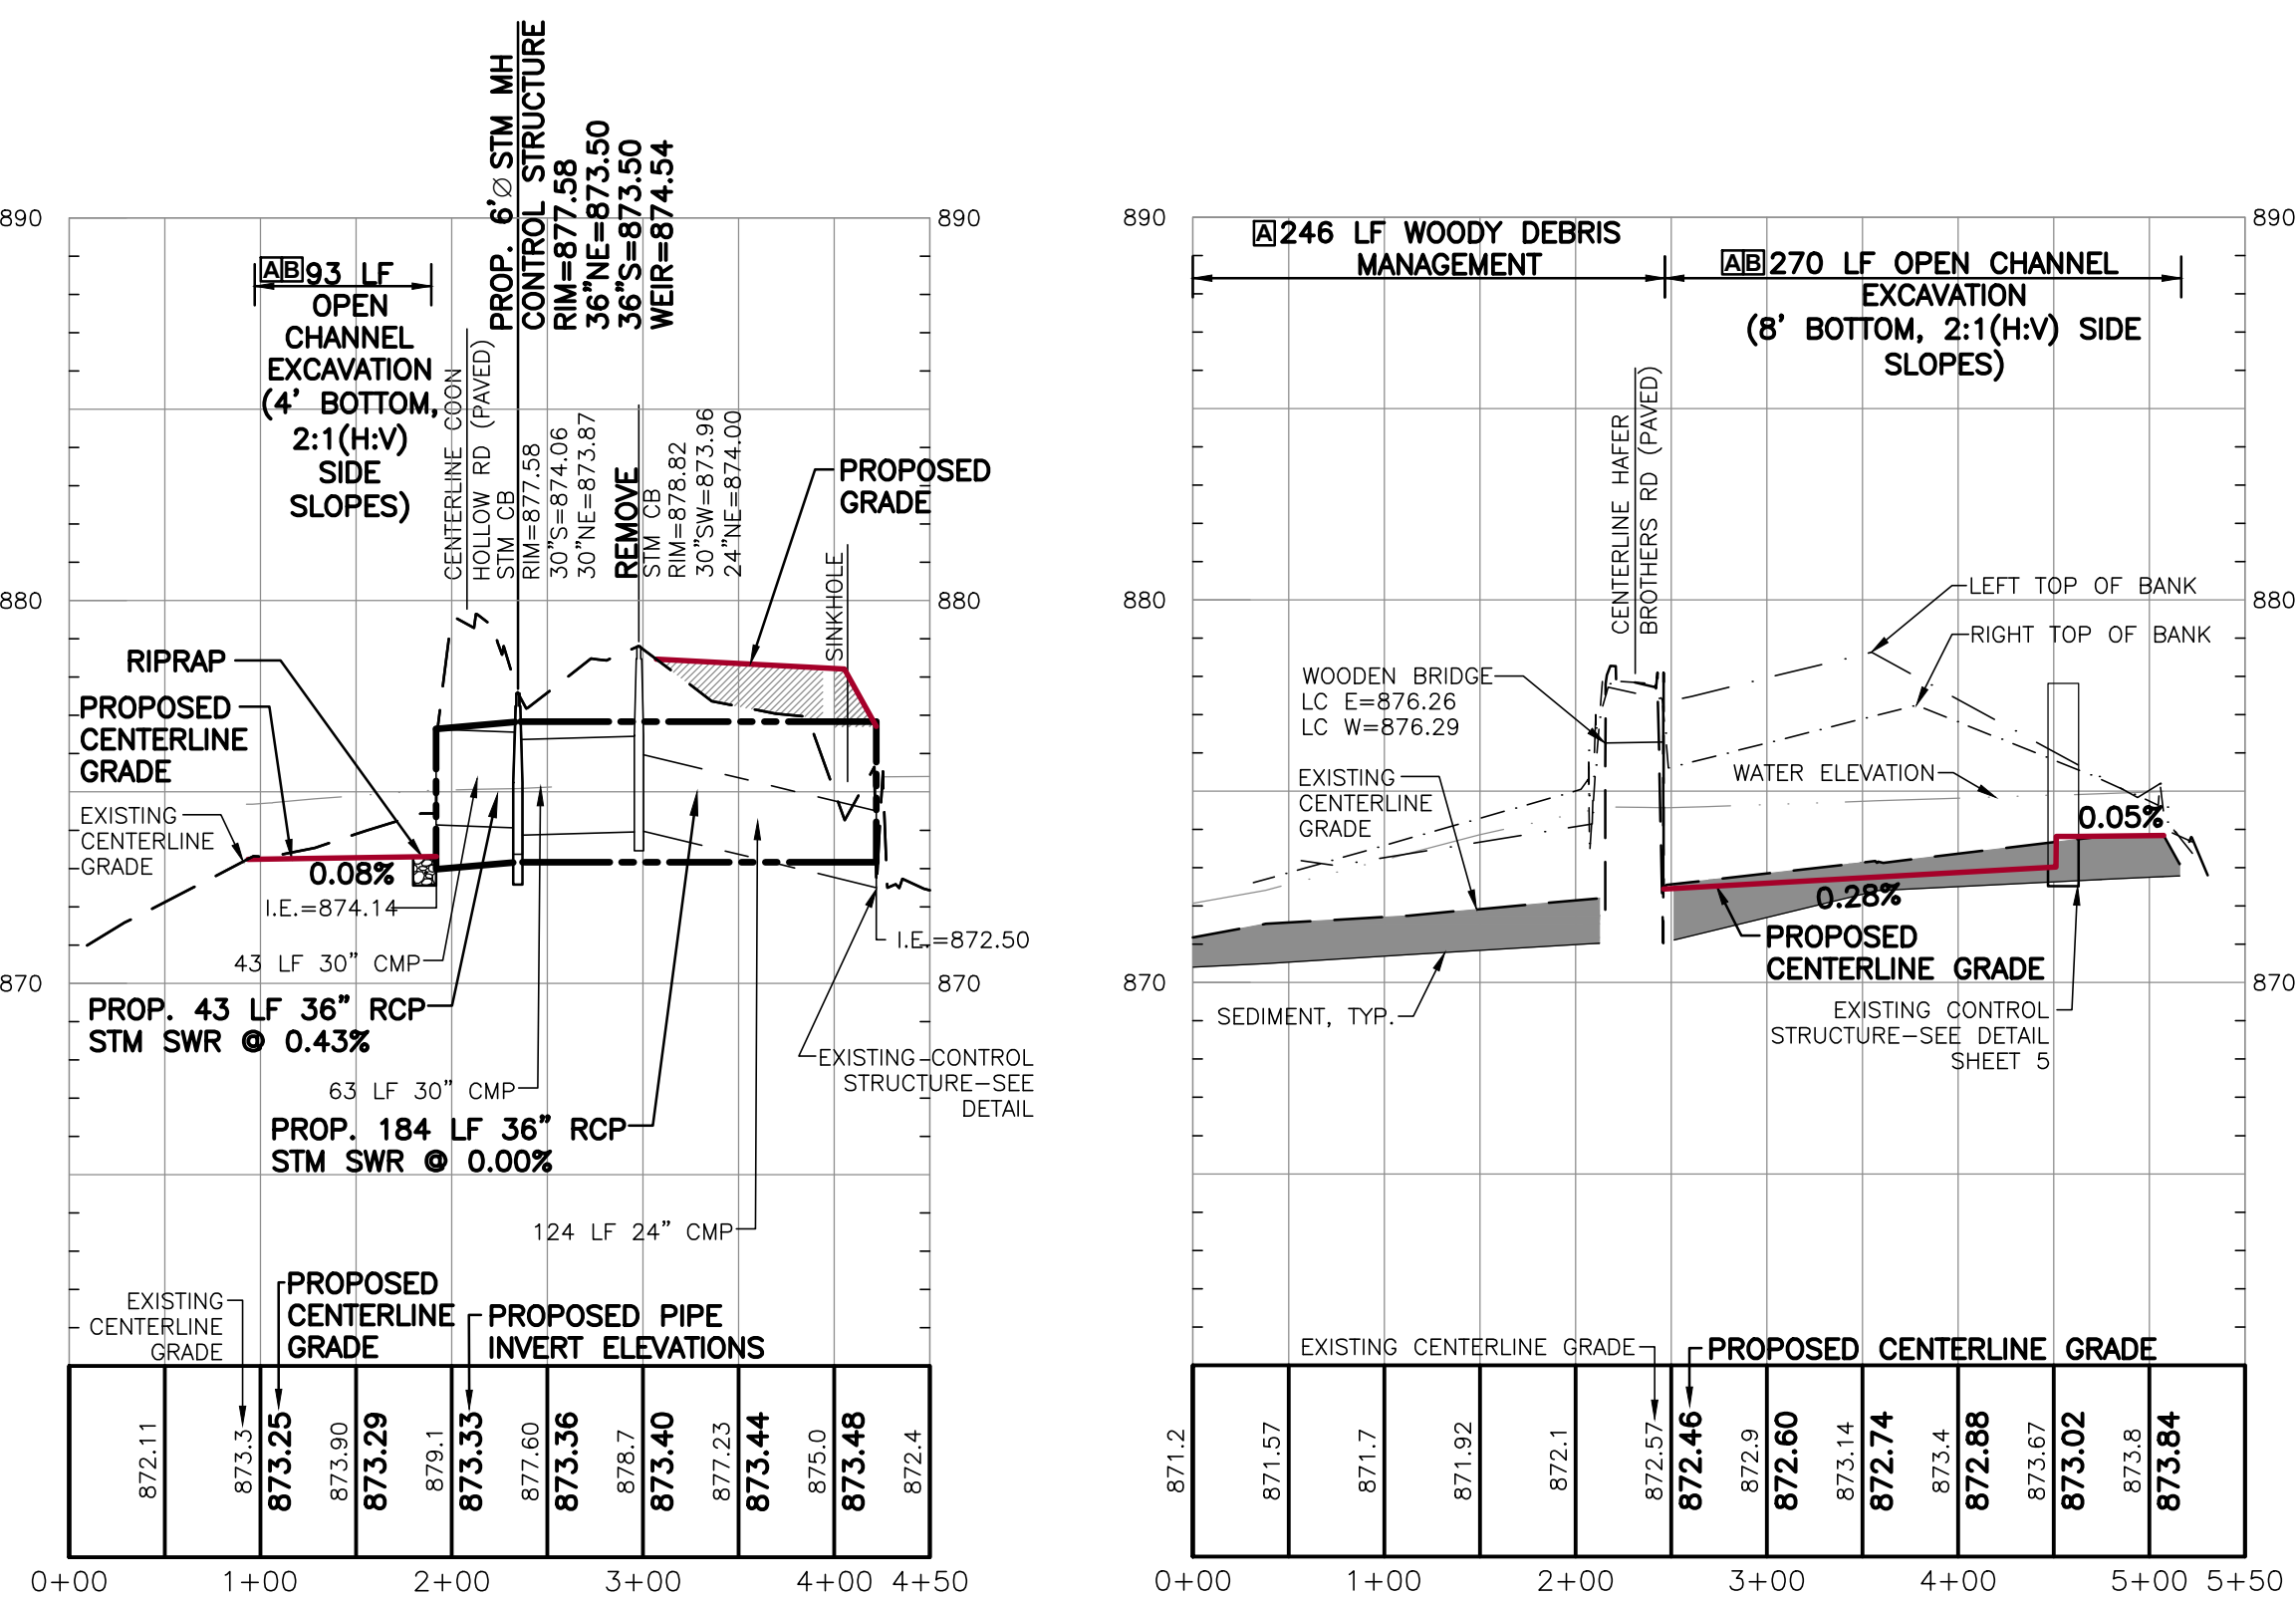 PROP. 6'∅ STM MH
CONTROL STRUCTURE
RIM=877.58
36"NE=873.50
36"S=873.50
WEIR=874.54
890
890
AB 93 LF
OPEN
CHANNEL
EXCAVATION
(4' BOTTOM,
2:1(H:V)
SIDE
SLOPES)
CENTERLINE COON
HOLLOW RD (PAVED)
STM CB
RIM=877.58
30"S=874.06
30"NE=873.87
REMOVE
STM CB
RIM=878.82
30"SW=873.96
24"NE=874.00
PROPOSED
GRADE
SINKHOLE
880
880
RIPRAP
PROPOSED
CENTERLINE
GRADE
EXISTING
CENTERLINE
GRADE
0.08%
I.E.=874.14
I.E.=872.50
43 LF 30" CMP
870
870
PROP. 43 LF 36" RCP
STM SWR @ 0.43%
EXISTING CONTROL
STRUCTURE-SEE
DETAIL
63 LF 30" CMP
PROP. 184 LF 36" RCP
STM SWR @ 0.00%
124 LF 24" CMP
EXISTING
CENTERLINE
GRADE
PROPOSED
CENTERLINE
GRADE
PROPOSED PIPE
INVERT ELEVATIONS
872.11
873.3
873.25
873.90
873.29
879.1
873.33
877.60
873.36
878.7
873.40
877.23
873.44
875.0
873.48
872.4
0+00
1+00
2+00
3+00
4+00
4+50
890
890
A 246 LF WOODY DEBRIS
MANAGEMENT
AB 270 LF OPEN CHANNEL
EXCAVATION
(8' BOTTOM, 2:1(H:V) SIDE
SLOPES)
CENTERLINE HAFER
BROTHERS RD (PAVED)
880
880
LEFT TOP OF BANK
RIGHT TOP OF BANK
WOODEN BRIDGE
LC E=876.26
LC W=876.29
EXISTING
CENTERLINE
GRADE
WATER ELEVATION
0.05%
0.28%
PROPOSED
CENTERLINE GRADE
870
870
SEDIMENT, TYP.
EXISTING CONTROL
STRUCTURE-SEE DETAIL
SHEET 5
EXISTING CENTERLINE GRADE
PROPOSED CENTERLINE GRADE
871.2
871.57
871.7
871.92
872.1
872.57
872.46
872.9
872.60
873.14
872.74
873.4
872.88
873.67
873.02
873.8
873.84
0+00
1+00
2+00
3+00
4+00
5+00
5+50